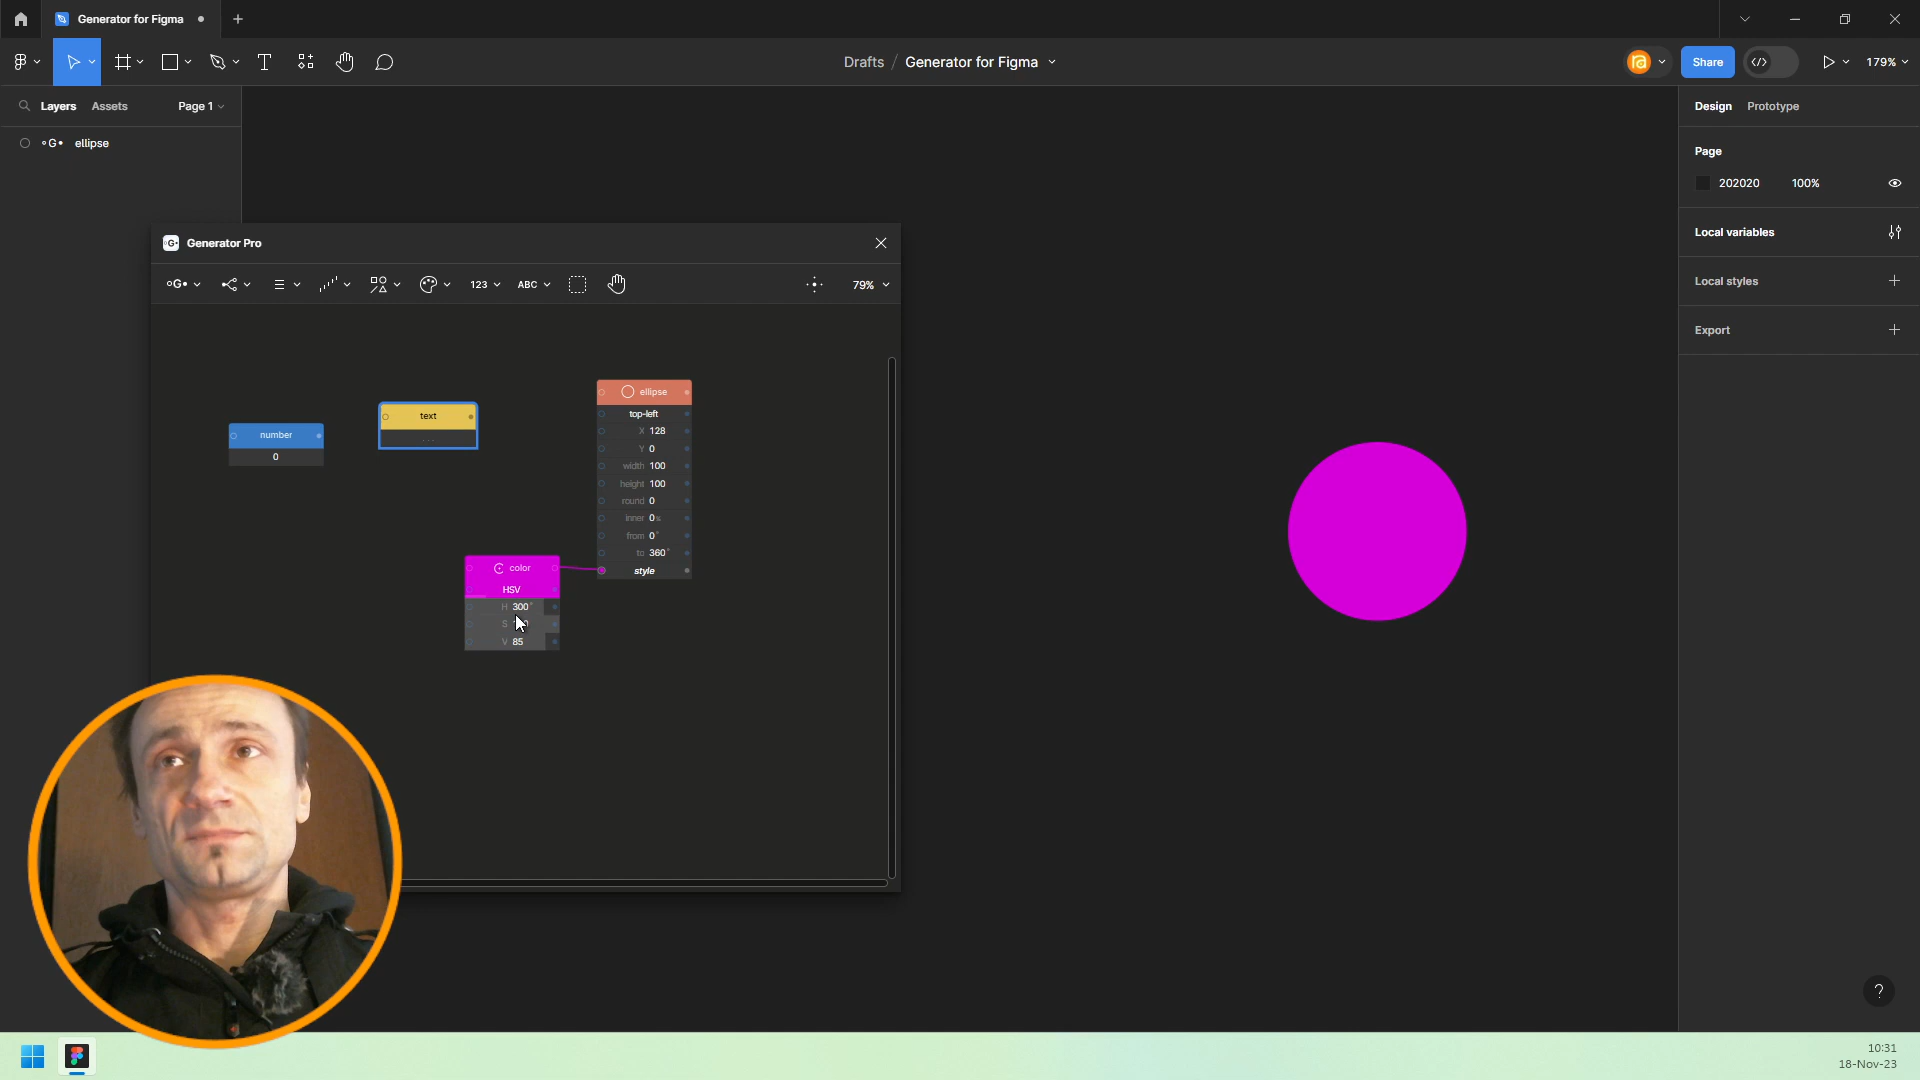 Generator for Figma
Drafts / Generator for Figma
Share
179%
Layers Assets Page 1
G ellipse
Design Prototype
Page
202020 100%
Local variables
Local styles
Export
G Generator Pro
G 123 ABC 79%
number
0
text
...
ellipse
top-left
X 128
Y 0
width 100
height 100
round 0
inner 0%
from 0°
to 360°
style
color
HSV
H 300°
S
V 85
?
10:31
18-Nov-23